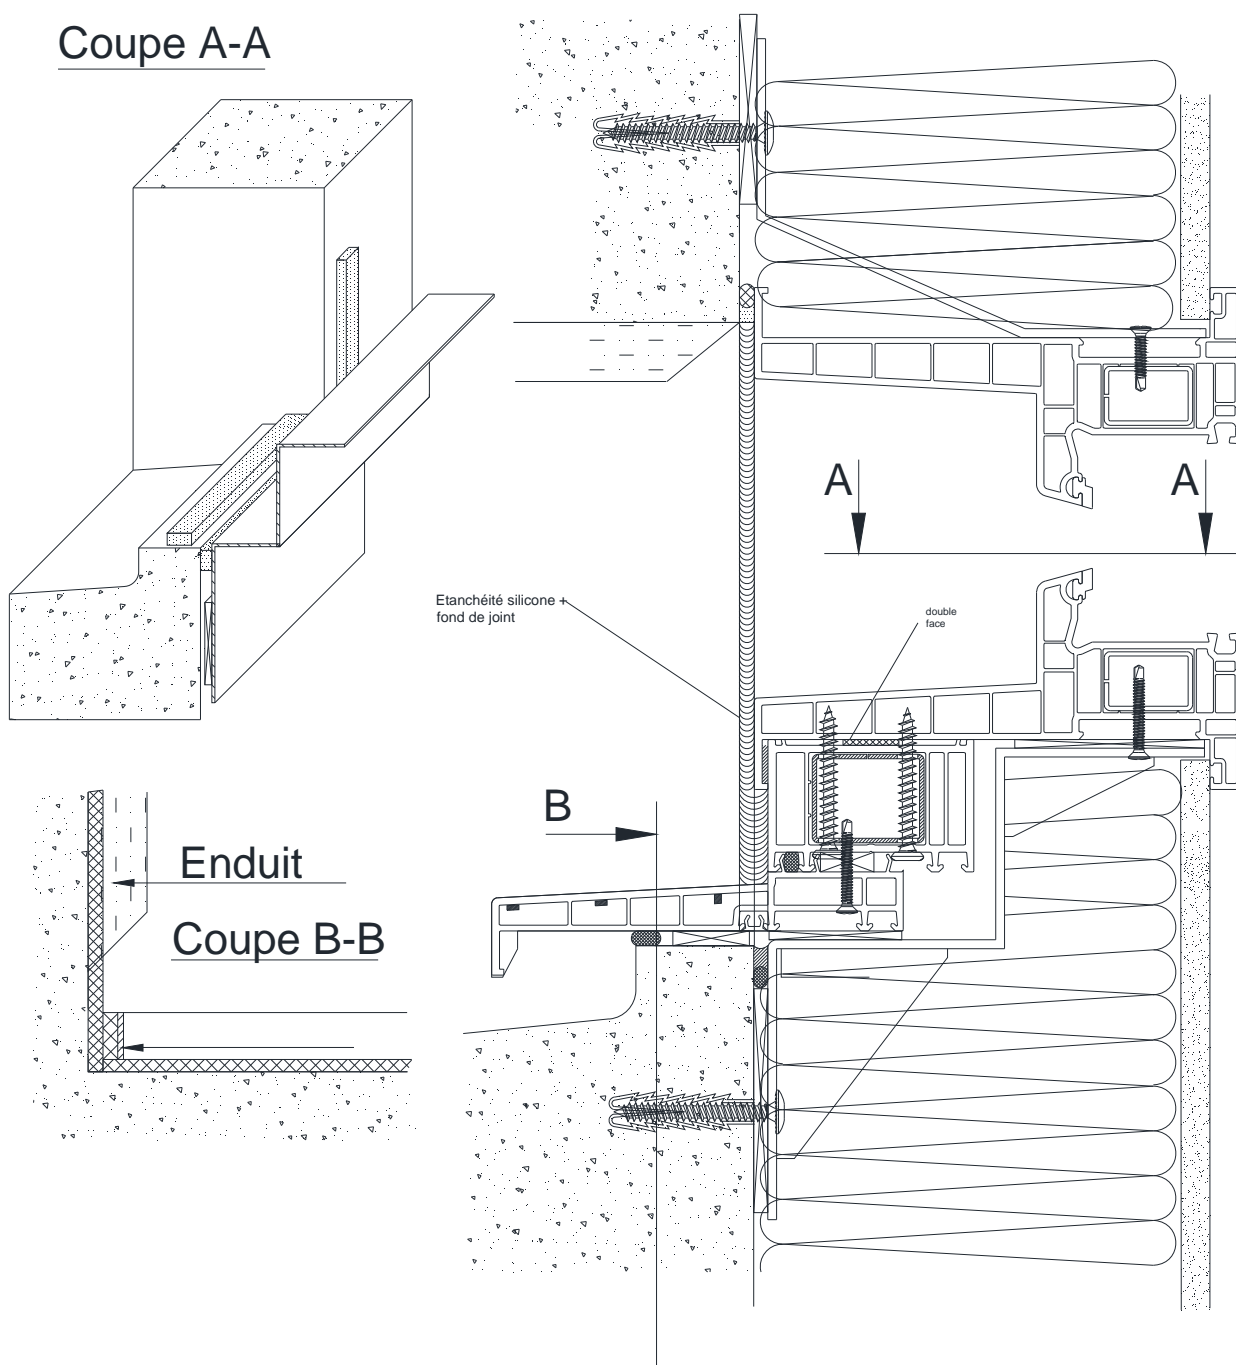 Coupe A-A
A
A
Etanchéité silicone +
fond de joint
double
face
B
Enduit
Coupe B-B